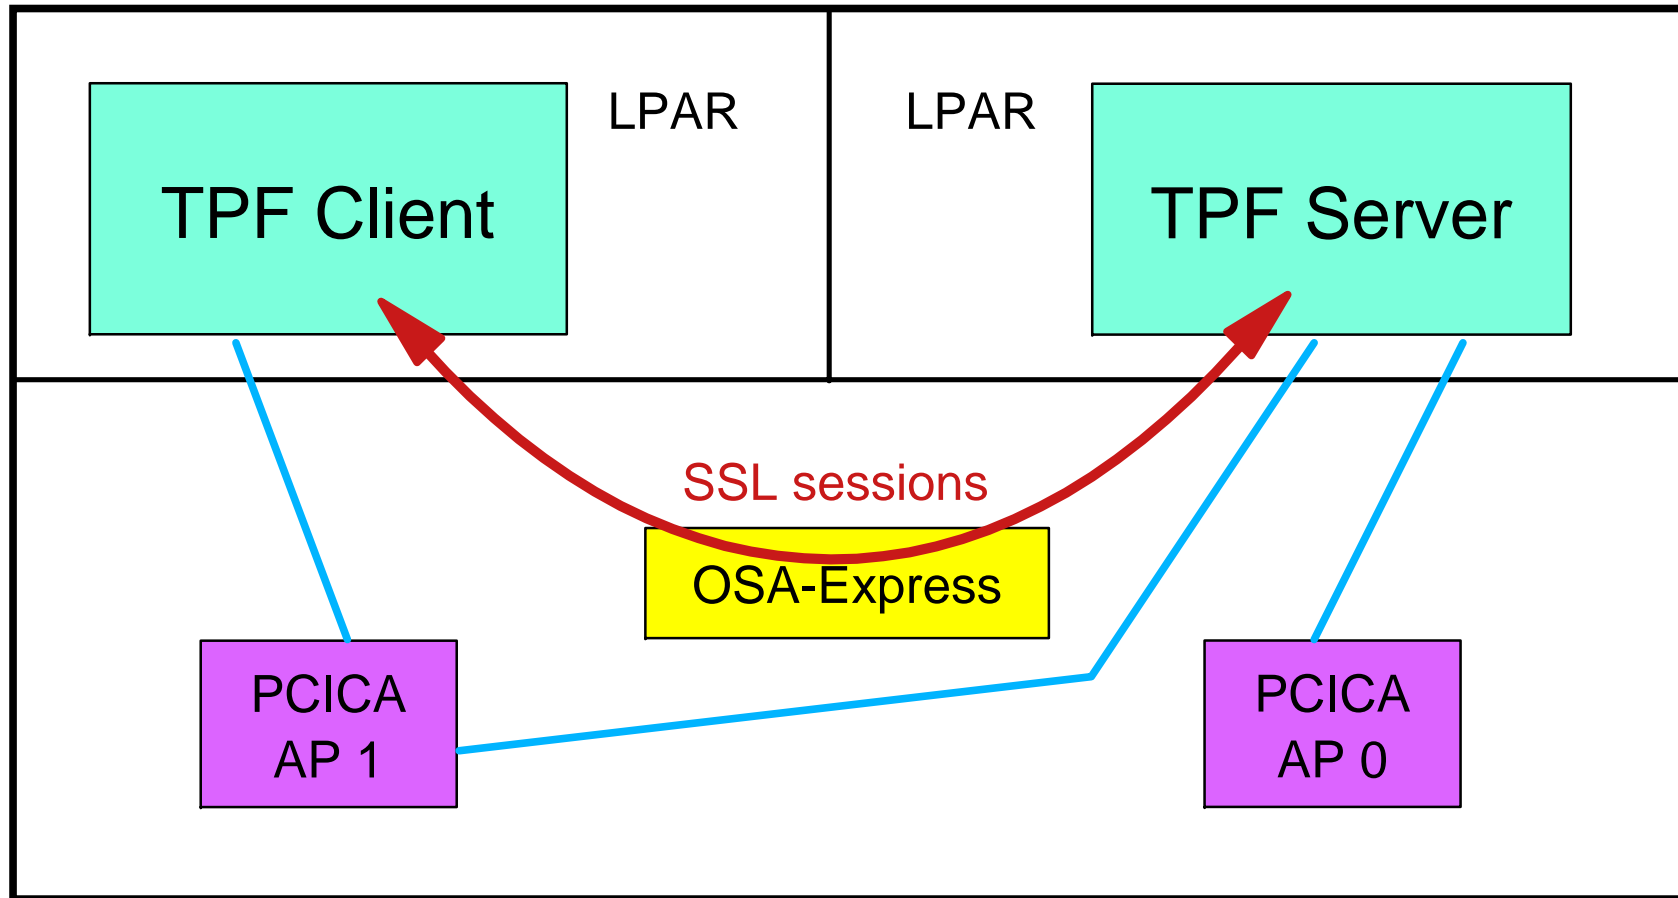 LPAR
LPAR
TPF Client
TPF Server
SSL sessions
OSA-Express
PCICA
AP 1
PCICA
AP 0